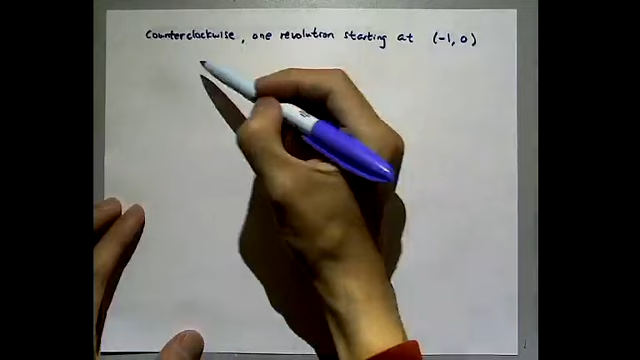 counterclockwise, one revolution starting at (-1, 0)